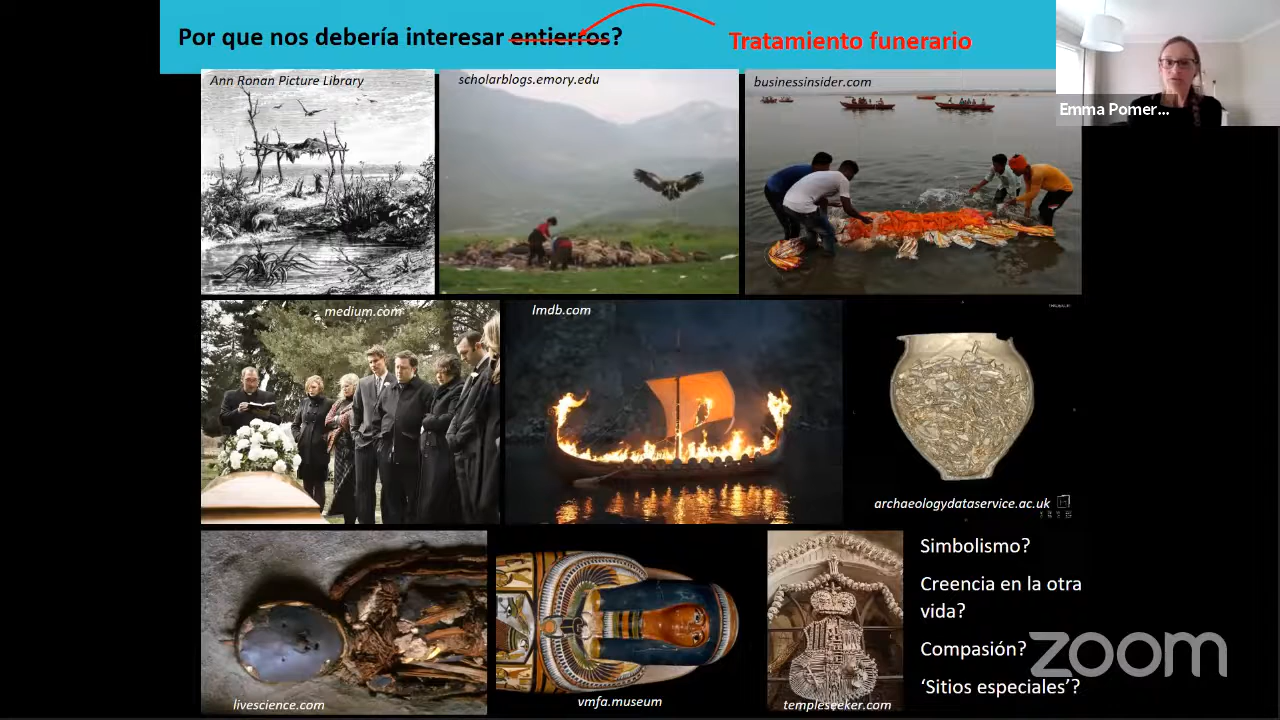 Por que nos debería interesar entierros?
Tratamiento funerario
Ann Ronan Picture Library
scholarblogs.emory.edu
businessinsider.com
Emma Pomer...
medium.com
Imdb.com
archaeologydataservice.ac.uk
livescience.com
vmfa.museum
templeseeker.com
Simbolismo?
Creencia en la otra
vida?
Compasión?
‘Sitios especiales’?
zoom